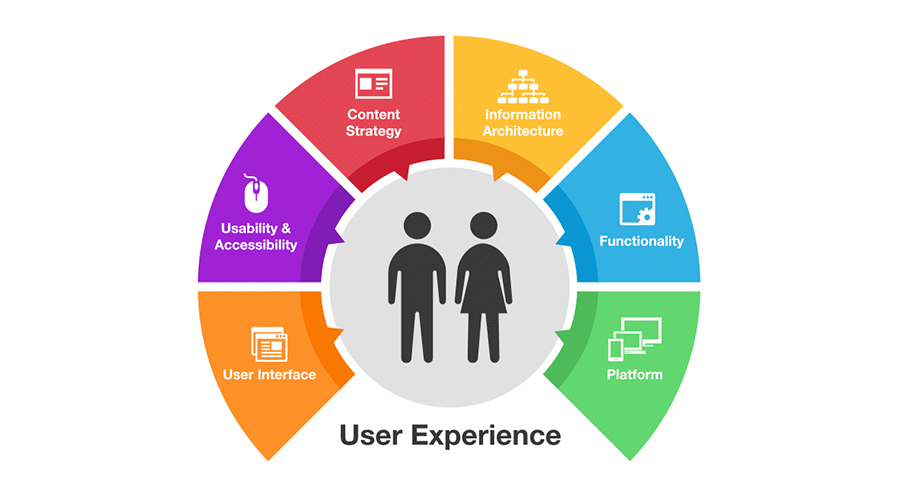 Content
Strategy
Information
Architecture
Usability &
Accessibility
Functionality
User Interface
Platform
User Experience